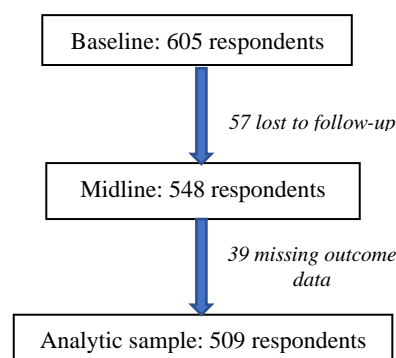 Baseline: 605 respondents
57 lost to follow-up
Midline: 548 respondents
39 missing outcome
data
Analytic sample: 509 respondents